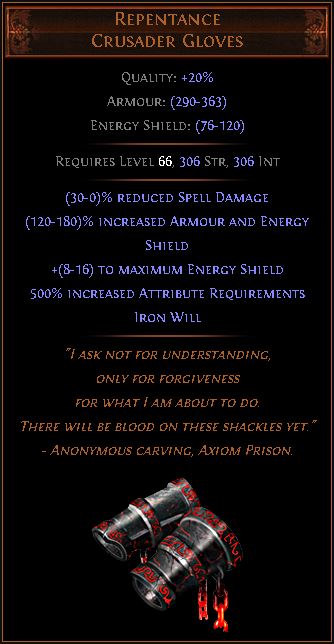 Repentance
Crusader Gloves
Quality: +20%
Armour: (290-363)
Energy Shield: (76-120)
Requires Level 66, 306 Str, 306 Int
(30-0)% reduced Spell Damage
(120-180)% increased Armour and Energy
Shield
+(8-16) to maximum Energy Shield
500% increased Attribute Requirements
Iron Will
"I ask not for understanding,
only for forgiveness
for what I am about to do.
There will be blood on these shackles yet."
- Anonymous carving, Axiom Prison.